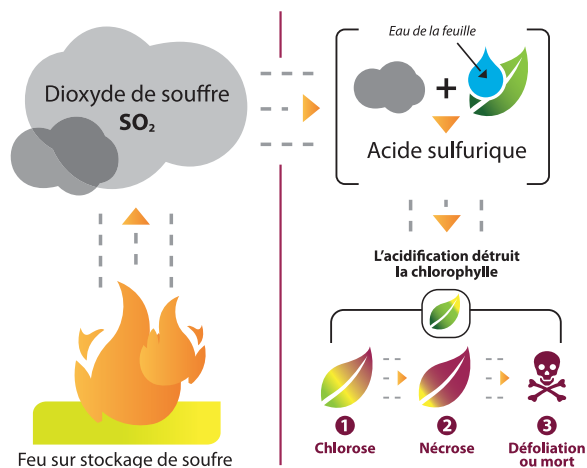 Dioxyde de souffre
SO₂
Feu sur stockage de soufre
Eau de la feuille
+
Acide sulfurique
L'acidification détruit
la chlorophylle
1
Chlorose
2
Nécrose
3
Défoliation
ou mort